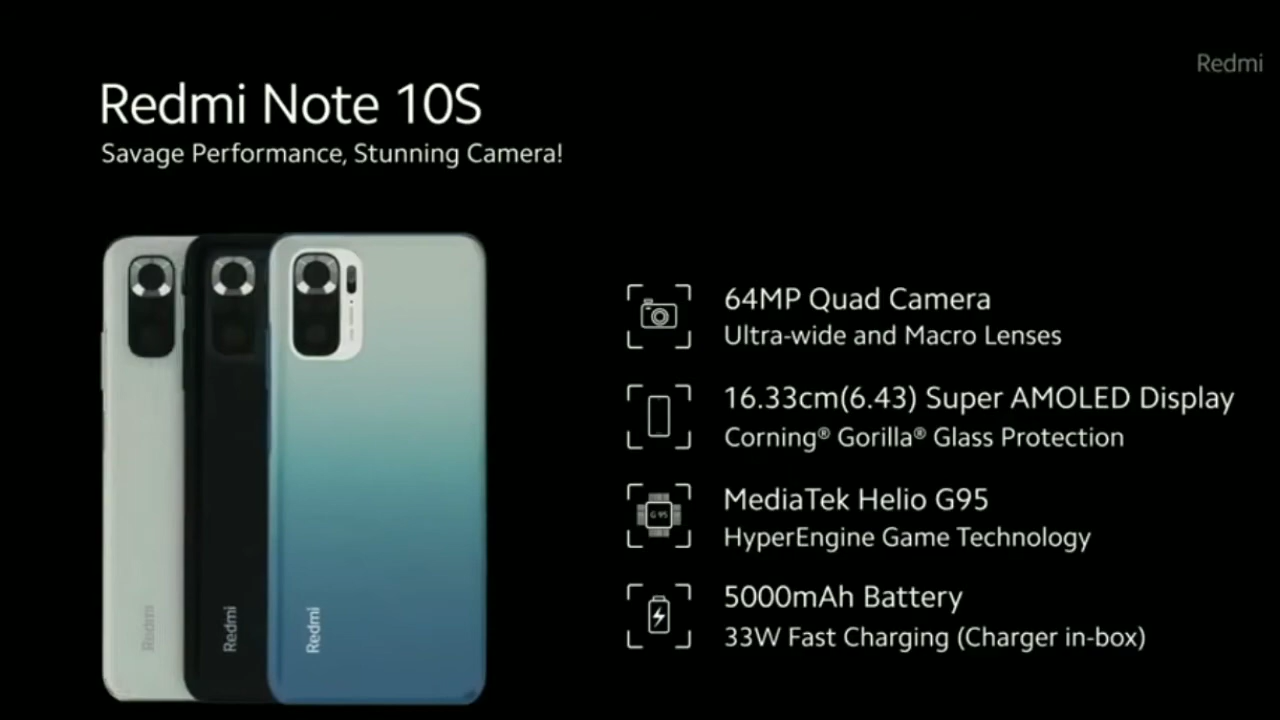 Redmi
Redmi Note 10S
Savage Performance, Stunning Camera!
64MP Quad Camera
Ultra-wide and Macro Lenses
16.33cm(6.43) Super AMOLED Display
Corning® Gorilla® Glass Protection
G 95
MediaTek Helio G95
HyperEngine Game Technology
5000mAh Battery
33W Fast Charging (Charger in-box)
Redmi
Redmi
Redmi